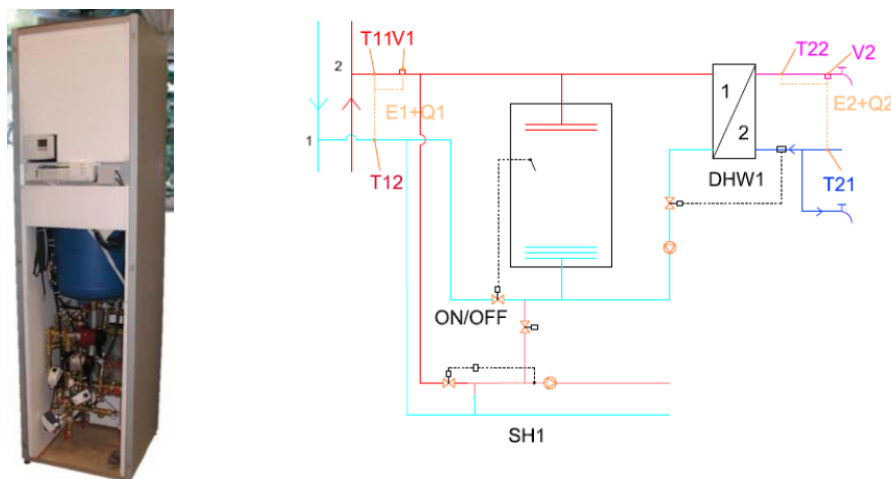 T11V1
2
E1+Q1
1
T12
T22
V2
1
E2+Q2
2
DHW1
T21
ON/OFF
SH1